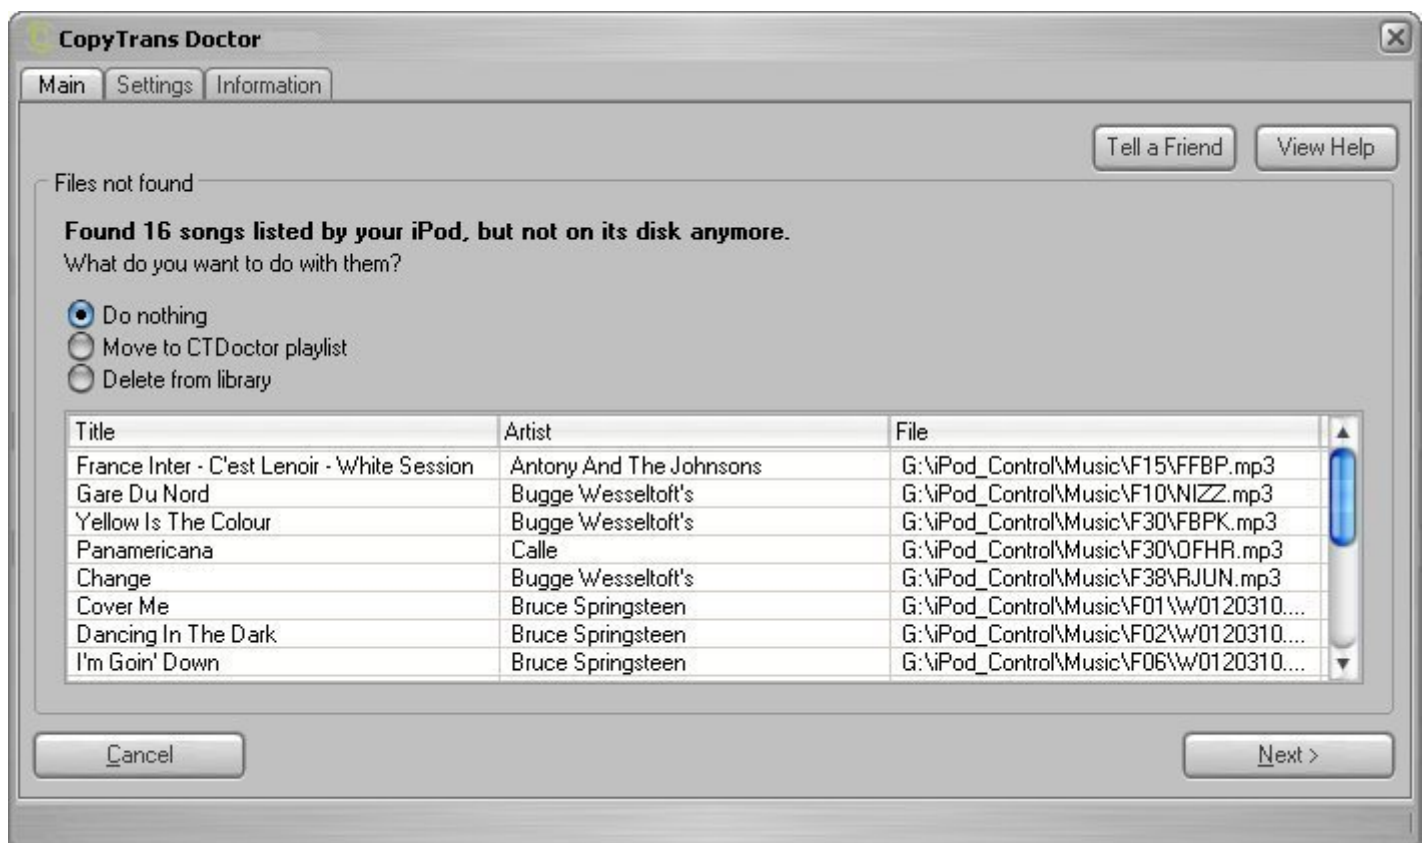 CopyTrans Doctor
Main Settings Information
Tell a Friend View Help
Files not found
Found 16 songs listed by your iPod, but not on its disk anymore.
What do you want to do with them?
Do nothing
Move to CTDoctor playlist
Delete from library
Title Artist File
France Inter - C'est Lenoir - White Session Antony And The Johnsons G:\iPod_Control\Music\F15\FFBP.mp3
Gare Du Nord Bugge Wesseltoft's G:\iPod_Control\Music\F10\NIZZ.mp3
Yellow Is The Colour Bugge Wesseltoft's G:\iPod_Control\Music\F30\FBPK.mp3
Panamericana Calle G:\iPod_Control\Music\F30\OFHR.mp3
Change Bugge Wesseltoft's G:\iPod_Control\Music\F38\RJUN.mp3
Cover Me Bruce Springsteen G:\iPod_Control\Music\F01\W0120310....
Dancing In The Dark Bruce Springsteen G:\iPod_Control\Music\F02\W0120310....
I'm Goin' Down Bruce Springsteen G:\iPod_Control\Music\F06\W0120310....
Cancel Next >